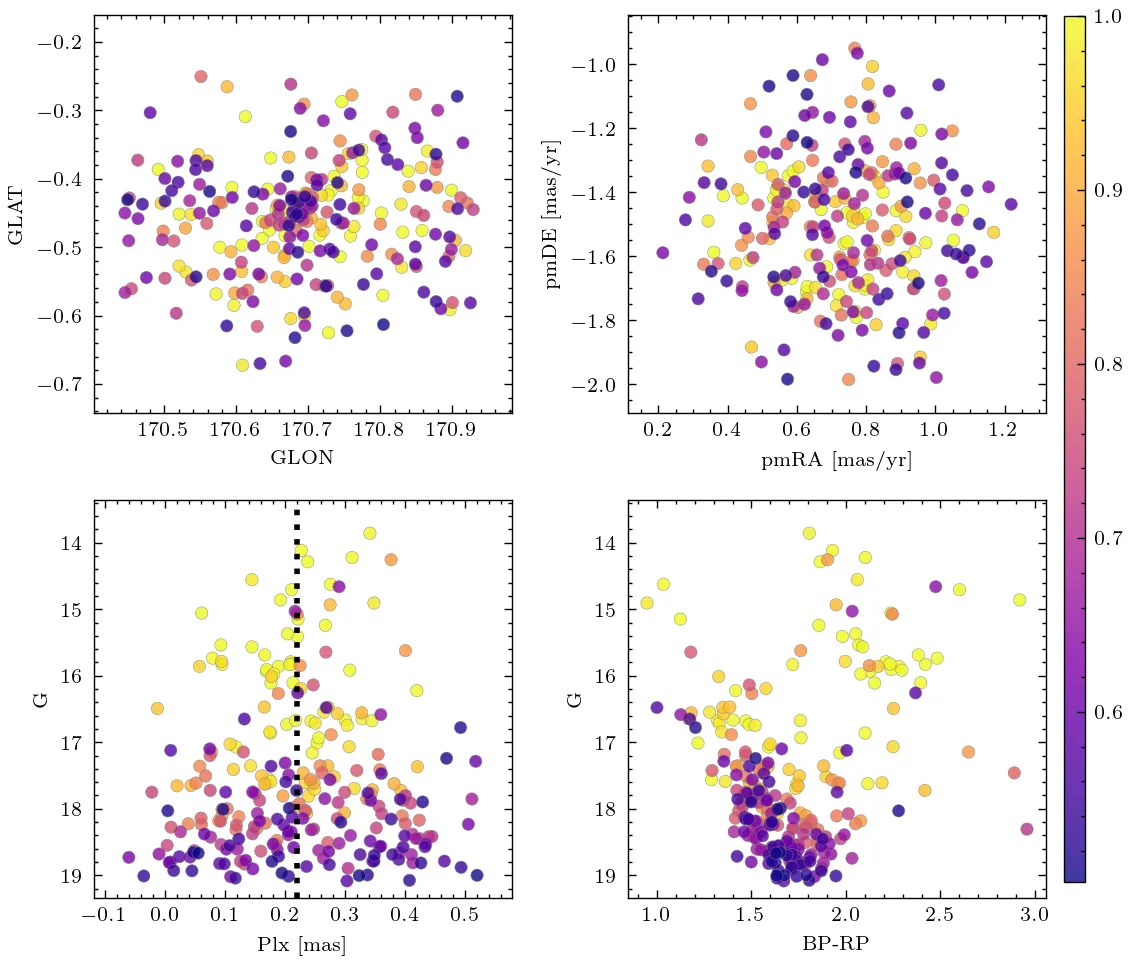 −0.2
−0.3
−0.4
−0.5
−0.6
−0.7
GLAT
170.5 170.6 170.7 170.8 170.9
GLON
−1.0
−1.2
−1.4
−1.6
−1.8
−2.0
pmDE [mas/yr]
0.2 0.4 0.6 0.8 1.0 1.2
pmRA [mas/yr]
1.0
0.9
0.8
0.7
0.6
14
15
16
17
18
19
G
−0.1 0.0 0.1 0.2 0.3 0.4 0.5
Plx [mas]
14
15
16
17
18
19
G
1.0 1.5 2.0 2.5 3.0
BP-RP